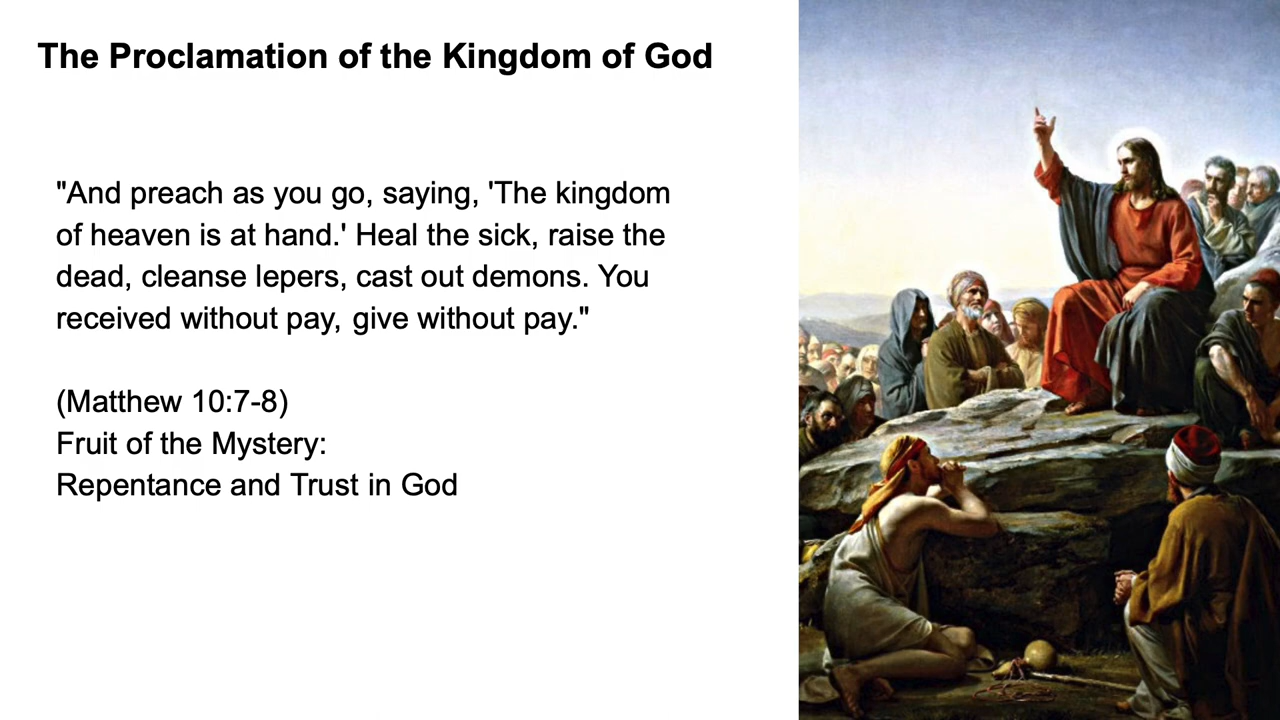 The Proclamation of the Kingdom of God
"And preach as you go, saying, 'The kingdom
of heaven is at hand.' Heal the sick, raise the
dead, cleanse lepers, cast out demons. You
received without pay, give without pay."
(Matthew 10:7-8)
Fruit of the Mystery:
Repentance and Trust in God